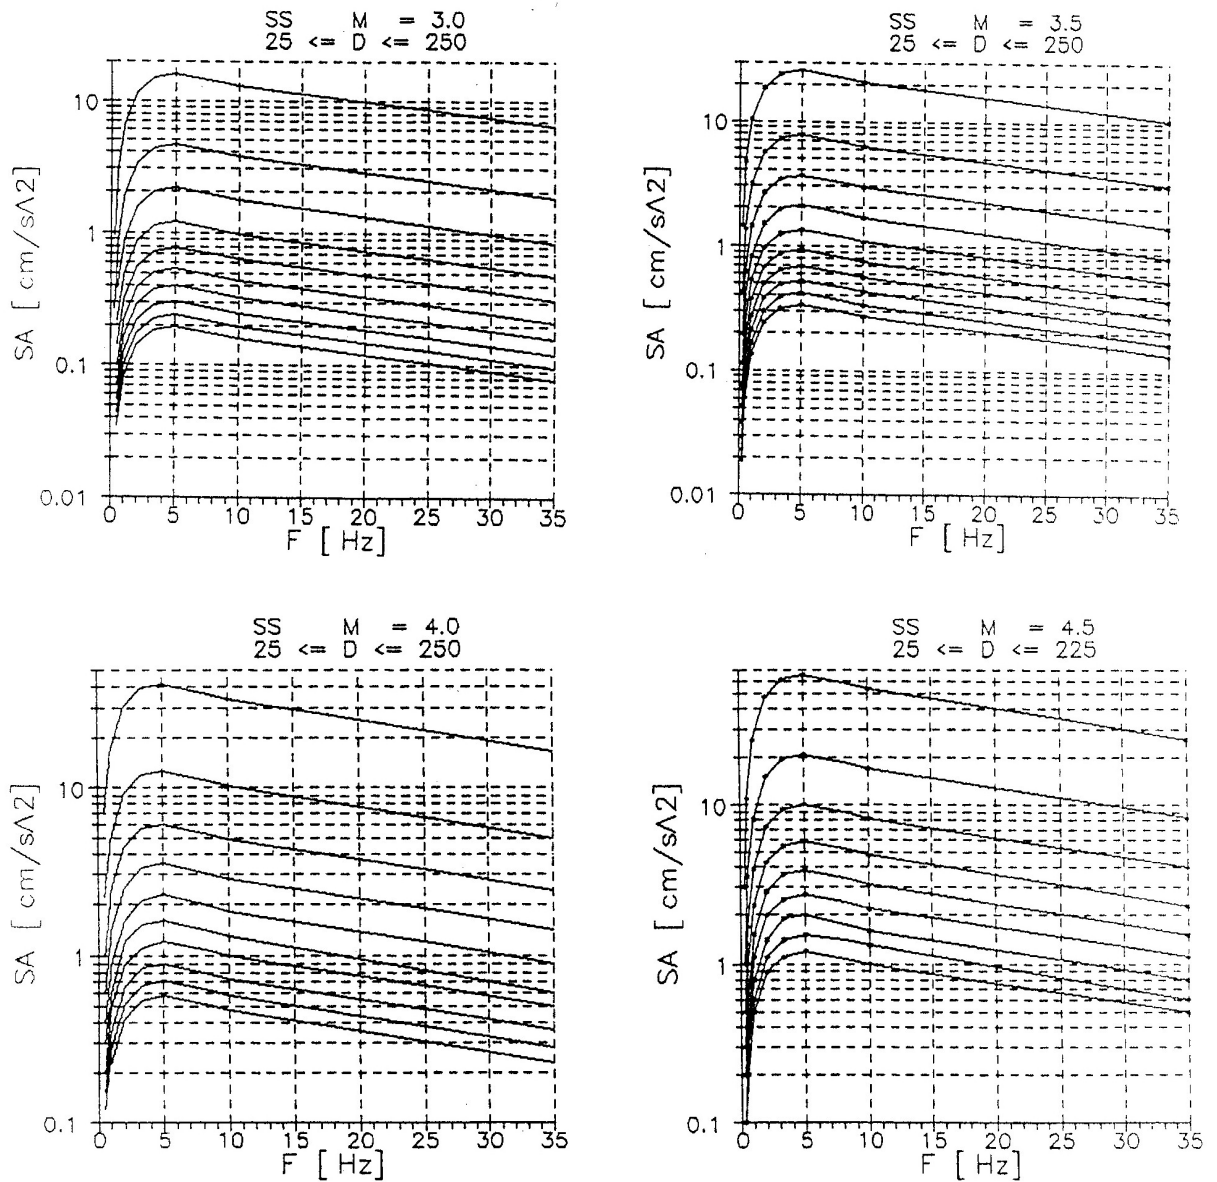 SS M = 3.0
25 <= D <= 250
10
1
0.1
0.01
SA [ cm/s/\2]
0 5 10 15 20 25 30 35
F [ Hz]
SS M = 3.5
25 <= D <= 250
10
1
0.1
0.01
SA [ cm/s/\2]
0 5 10 15 20 25 30 35
F [ Hz]
SS M = 4.0
25 <= D <= 250
10
1
0.1
SA [ cm/s/\2]
0 5 10 15 20 25 30 35
F [ Hz]
SS M = 4.5
25 <= D <= 225
10
1
0.1
SA [ cm/s/\2]
0 5 10 15 20 25 30 35
F [ Hz]